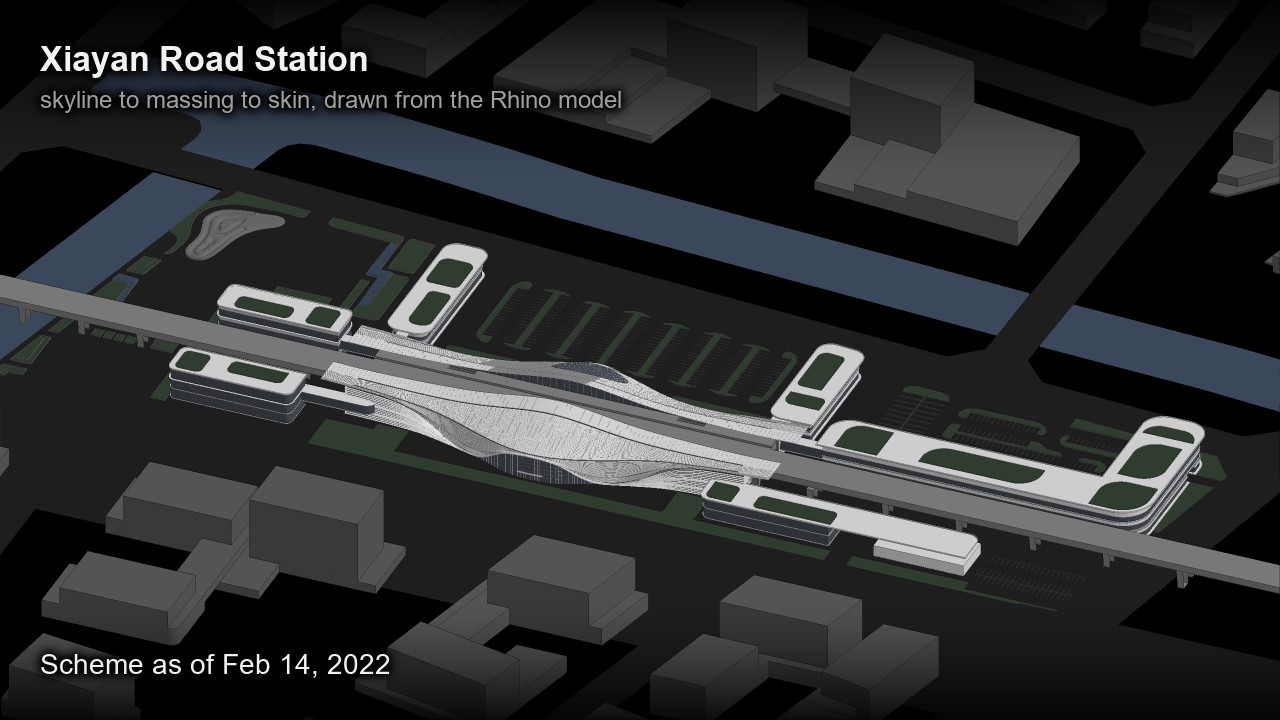 Xiayan Road Station
skyline to massing to skin, drawn from the Rhino model
Scheme as of Feb 14, 2022